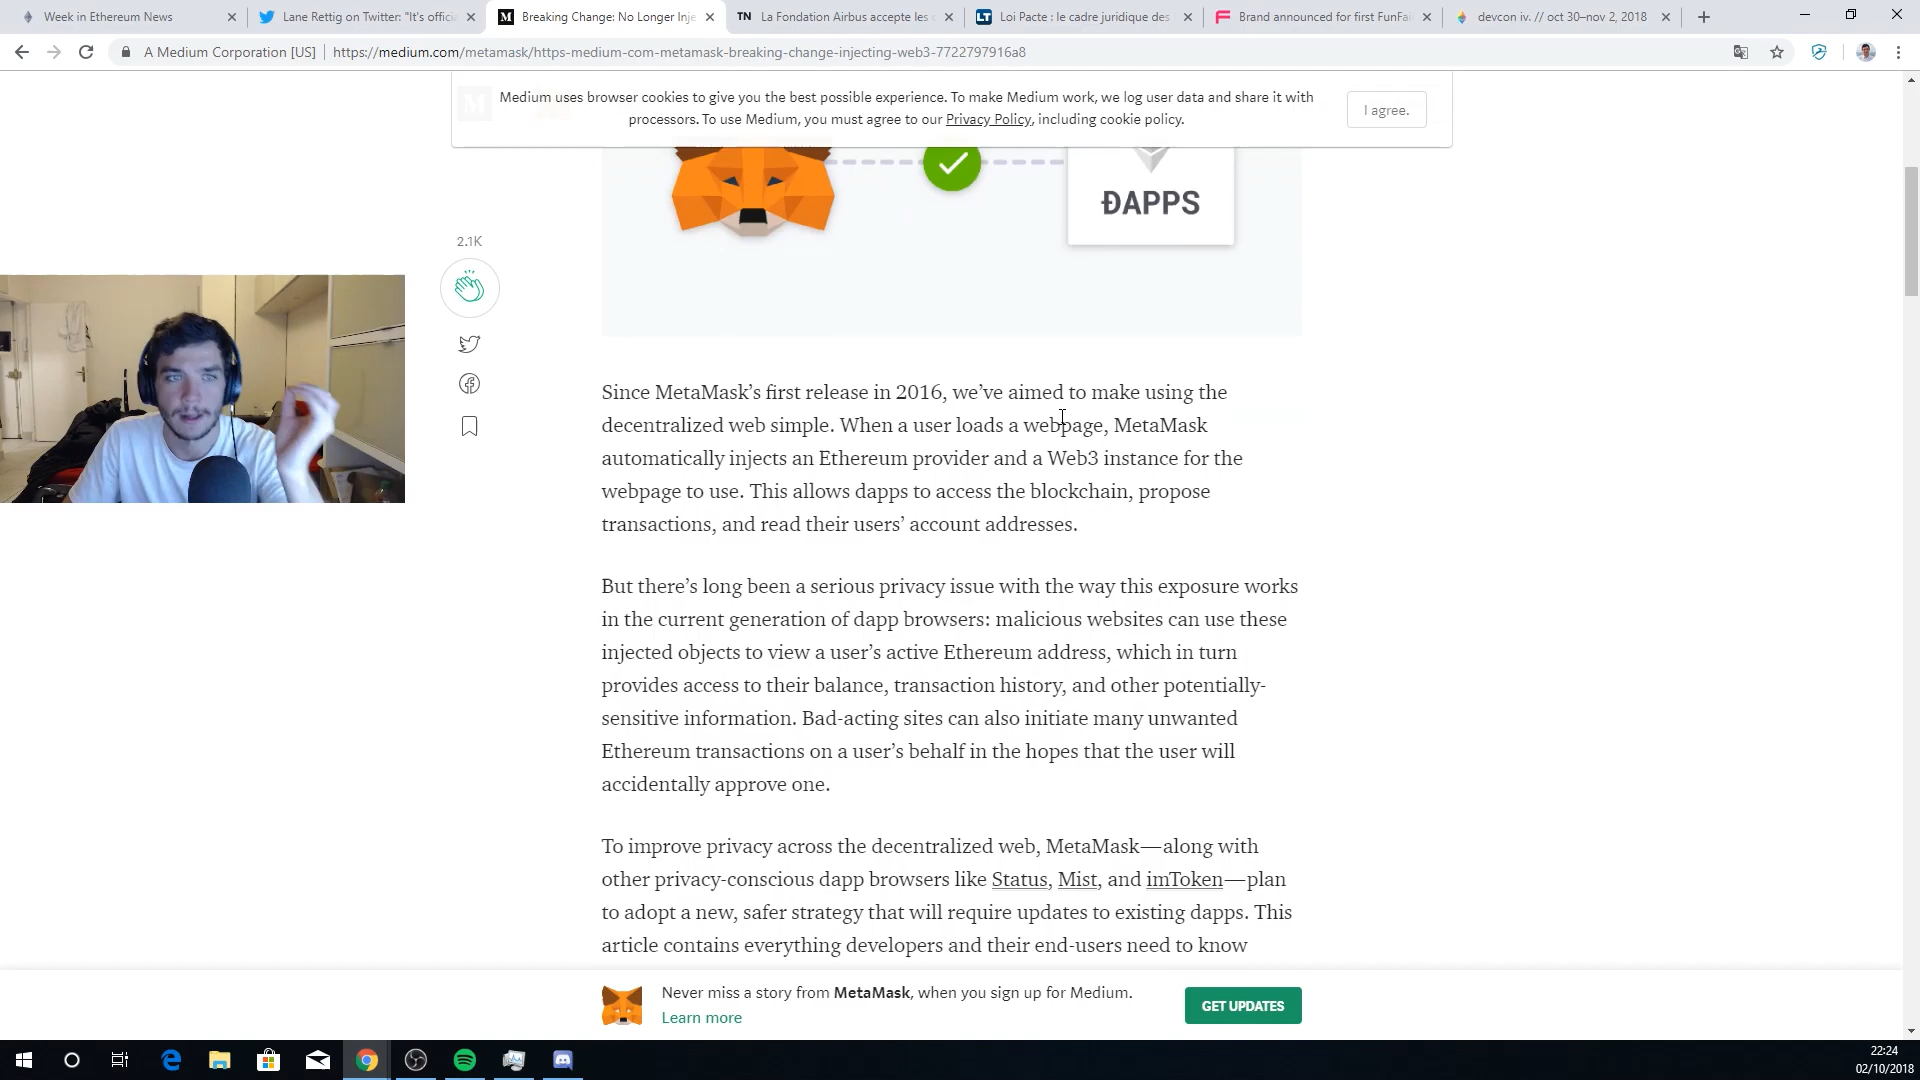 Week in Ethereum News
Lane Rettig on Twitter: "It's offici
Breaking Change: No Longer Inje
TN La Fondation Airbus accepte les c
LT Loi Pacte : le cadre juridique des
Brand announced for first FunFai
devcon iv. // oct 30–nov 2, 2018
A Medium Corporation [US] | https://medium.com/metamask/https-medium-com-metamask-breaking-change-injecting-web3-7722797916a8
Medium uses browser cookies to give you the best possible experience. To make Medium work, we log user data and share it with
processors. To use Medium, you must agree to our Privacy Policy, including cookie policy.
I agree.
ĐAPPS
2.1K
Since MetaMask’s first release in 2016, we’ve aimed to make using the
decentralized web simple. When a user loads a webpage, MetaMask
automatically injects an Ethereum provider and a Web3 instance for the
webpage to use. This allows dapps to access the blockchain, propose
transactions, and read their users’ account addresses.
But there’s long been a serious privacy issue with the way this exposure works
in the current generation of dapp browsers: malicious websites can use these
injected objects to view a user’s active Ethereum address, which in turn
provides access to their balance, transaction history, and other potentially-
sensitive information. Bad-acting sites can also initiate many unwanted
Ethereum transactions on a user’s behalf in the hopes that the user will
accidentally approve one.
To improve privacy across the decentralized web, MetaMask—along with
other privacy-conscious dapp browsers like Status, Mist, and imToken—plan
to adopt a new, safer strategy that will require updates to existing dapps. This
article contains everything developers and their end-users need to know
Never miss a story from MetaMask, when you sign up for Medium.
Learn more
GET UPDATES
22:24
02/10/2018